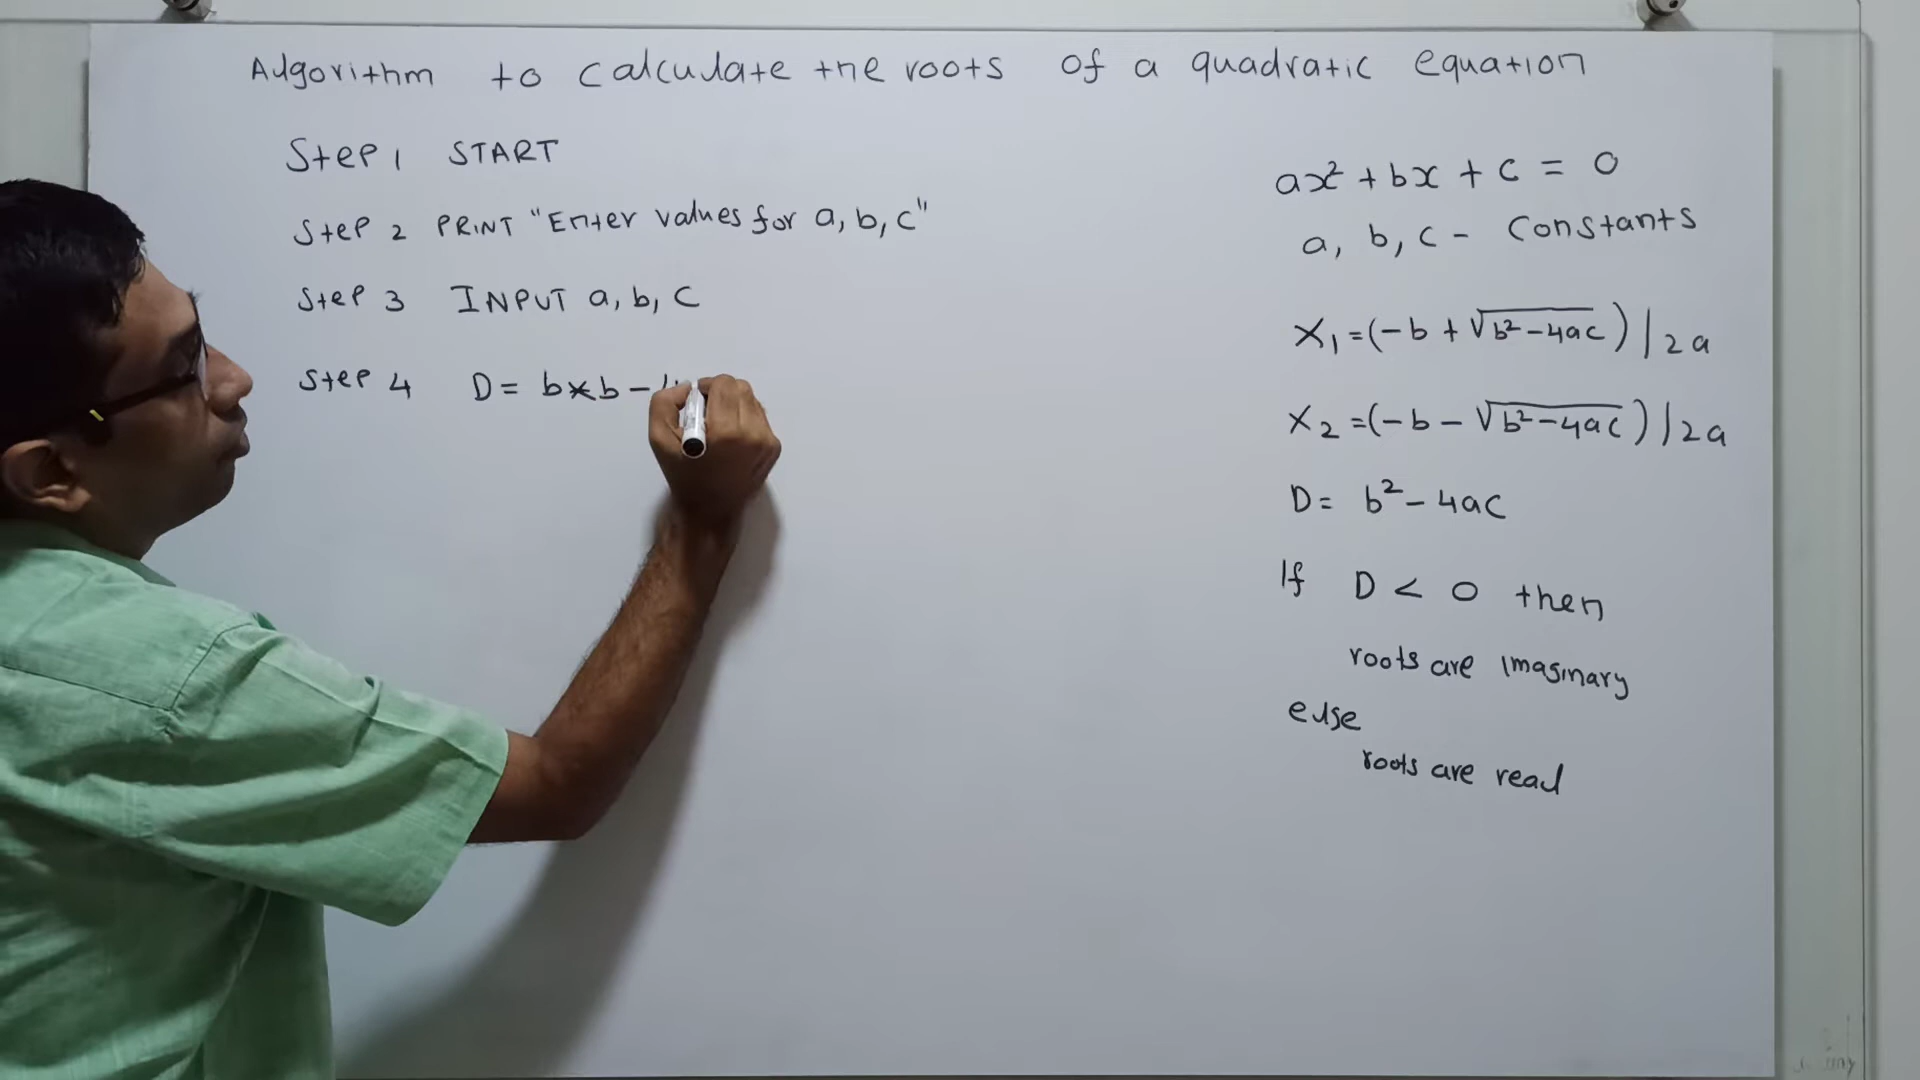 Algorithm to calculate the roots of a quadratic equation
Step 1 START
Step 2 PRINT "Enter values for a, b, c"
Step 3 INPUT a, b, c
Step 4 D = b*b - 4
ax² + bx + c = 0
a, b, c - Constants
X₁ = (-b + √b²-4ac) | 2a
X₂ = (-b - √b²-4ac) | 2a
D = b² - 4ac
If D < 0 then
roots are imaginary
else
roots are real